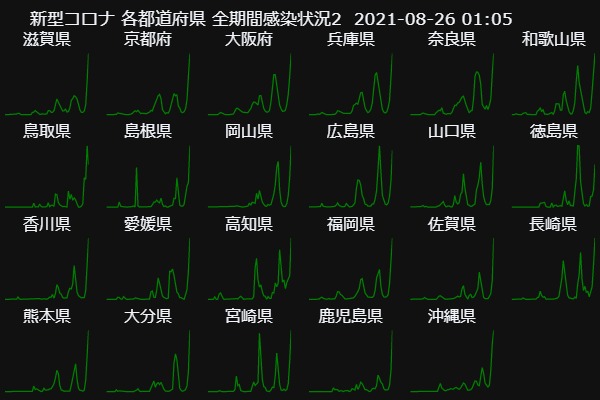 新型コロナ 各都道府県 全期間感染状況2 2021-08-26 01:05
滋賀県 京都府 大阪府 兵庫県 奈良県 和歌山県
鳥取県 島根県 岡山県 広島県 山口県 徳島県
香川県 愛媛県 高知県 福岡県 佐賀県 長崎県
熊本県 大分県 宮崎県 鹿児島県 沖縄県